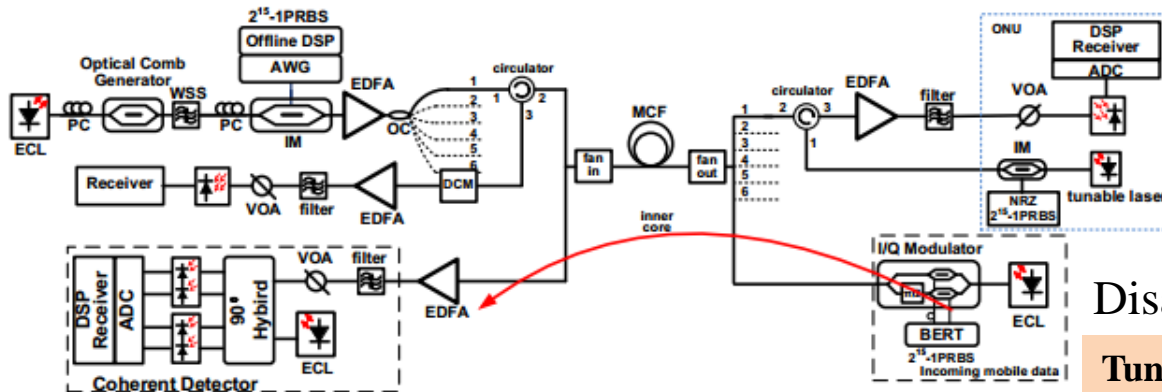 2¹⁵-1PRBS
Offline DSP
AWG
Optical Comb
Generator
WSS
PC
PC
ECL
IM
EDFA
OC
1
2
3
4
5
6
circulator
1
2
3
DCM
EDFA
filter
VOA
Receiver
fan
in
MCF
fan
out
1
2
3
4
5
6
circulator
2
3
1
EDFA
filter
VOA
ONU
DSP
Receiver
ADC
IM
NRZ
2¹⁵-1PRBS
tunable laser
inner
core
I/Q Modulator
BERT
2¹⁵-1PRBS
Incoming mobile data
ECL
EDFA
filter
VOA
90°
Hybird
ADC
DSP
Receiver
ECL
Coherent Detector
Dis
Tun